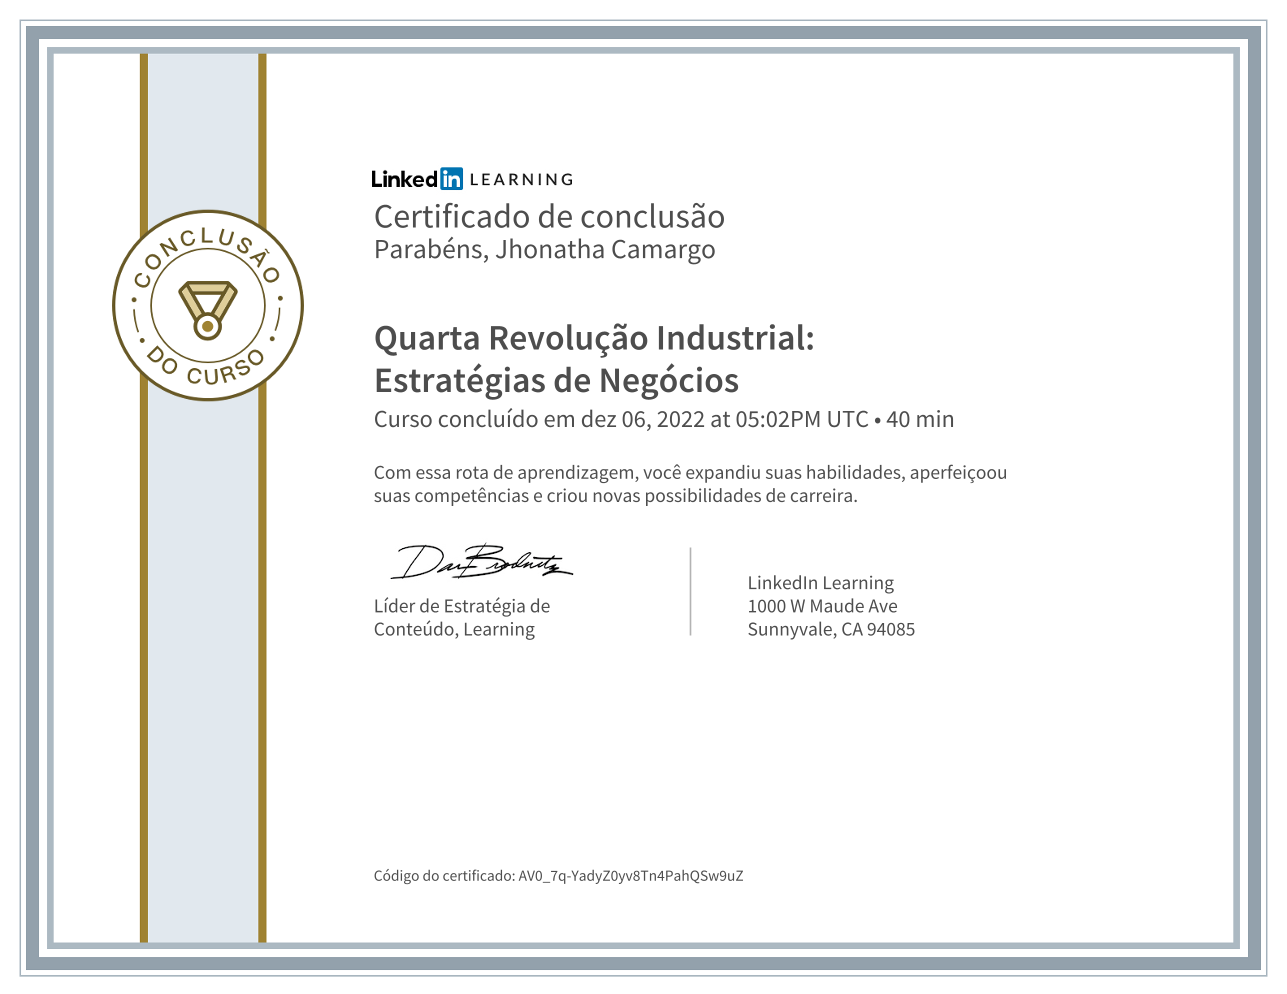 LinkedIn LEARNING
Certificado de conclusão
Parabéns, Jhonatha Camargo
CONCLUSÃO
DO CURSO
Quarta Revolução Industrial:
Estratégias de Negócios
Curso concluído em dez 06, 2022 at 05:02PM UTC • 40 min
Com essa rota de aprendizagem, você expandiu suas habilidades, aperfeiçoou
suas competências e criou novas possibilidades de carreira.
Líder de Estratégia de
Conteúdo, Learning
LinkedIn Learning
1000 W Maude Ave
Sunnyvale, CA 94085
Código do certificado: AV0_7q-YadyZ0yv8Tn4PahQSw9uZ